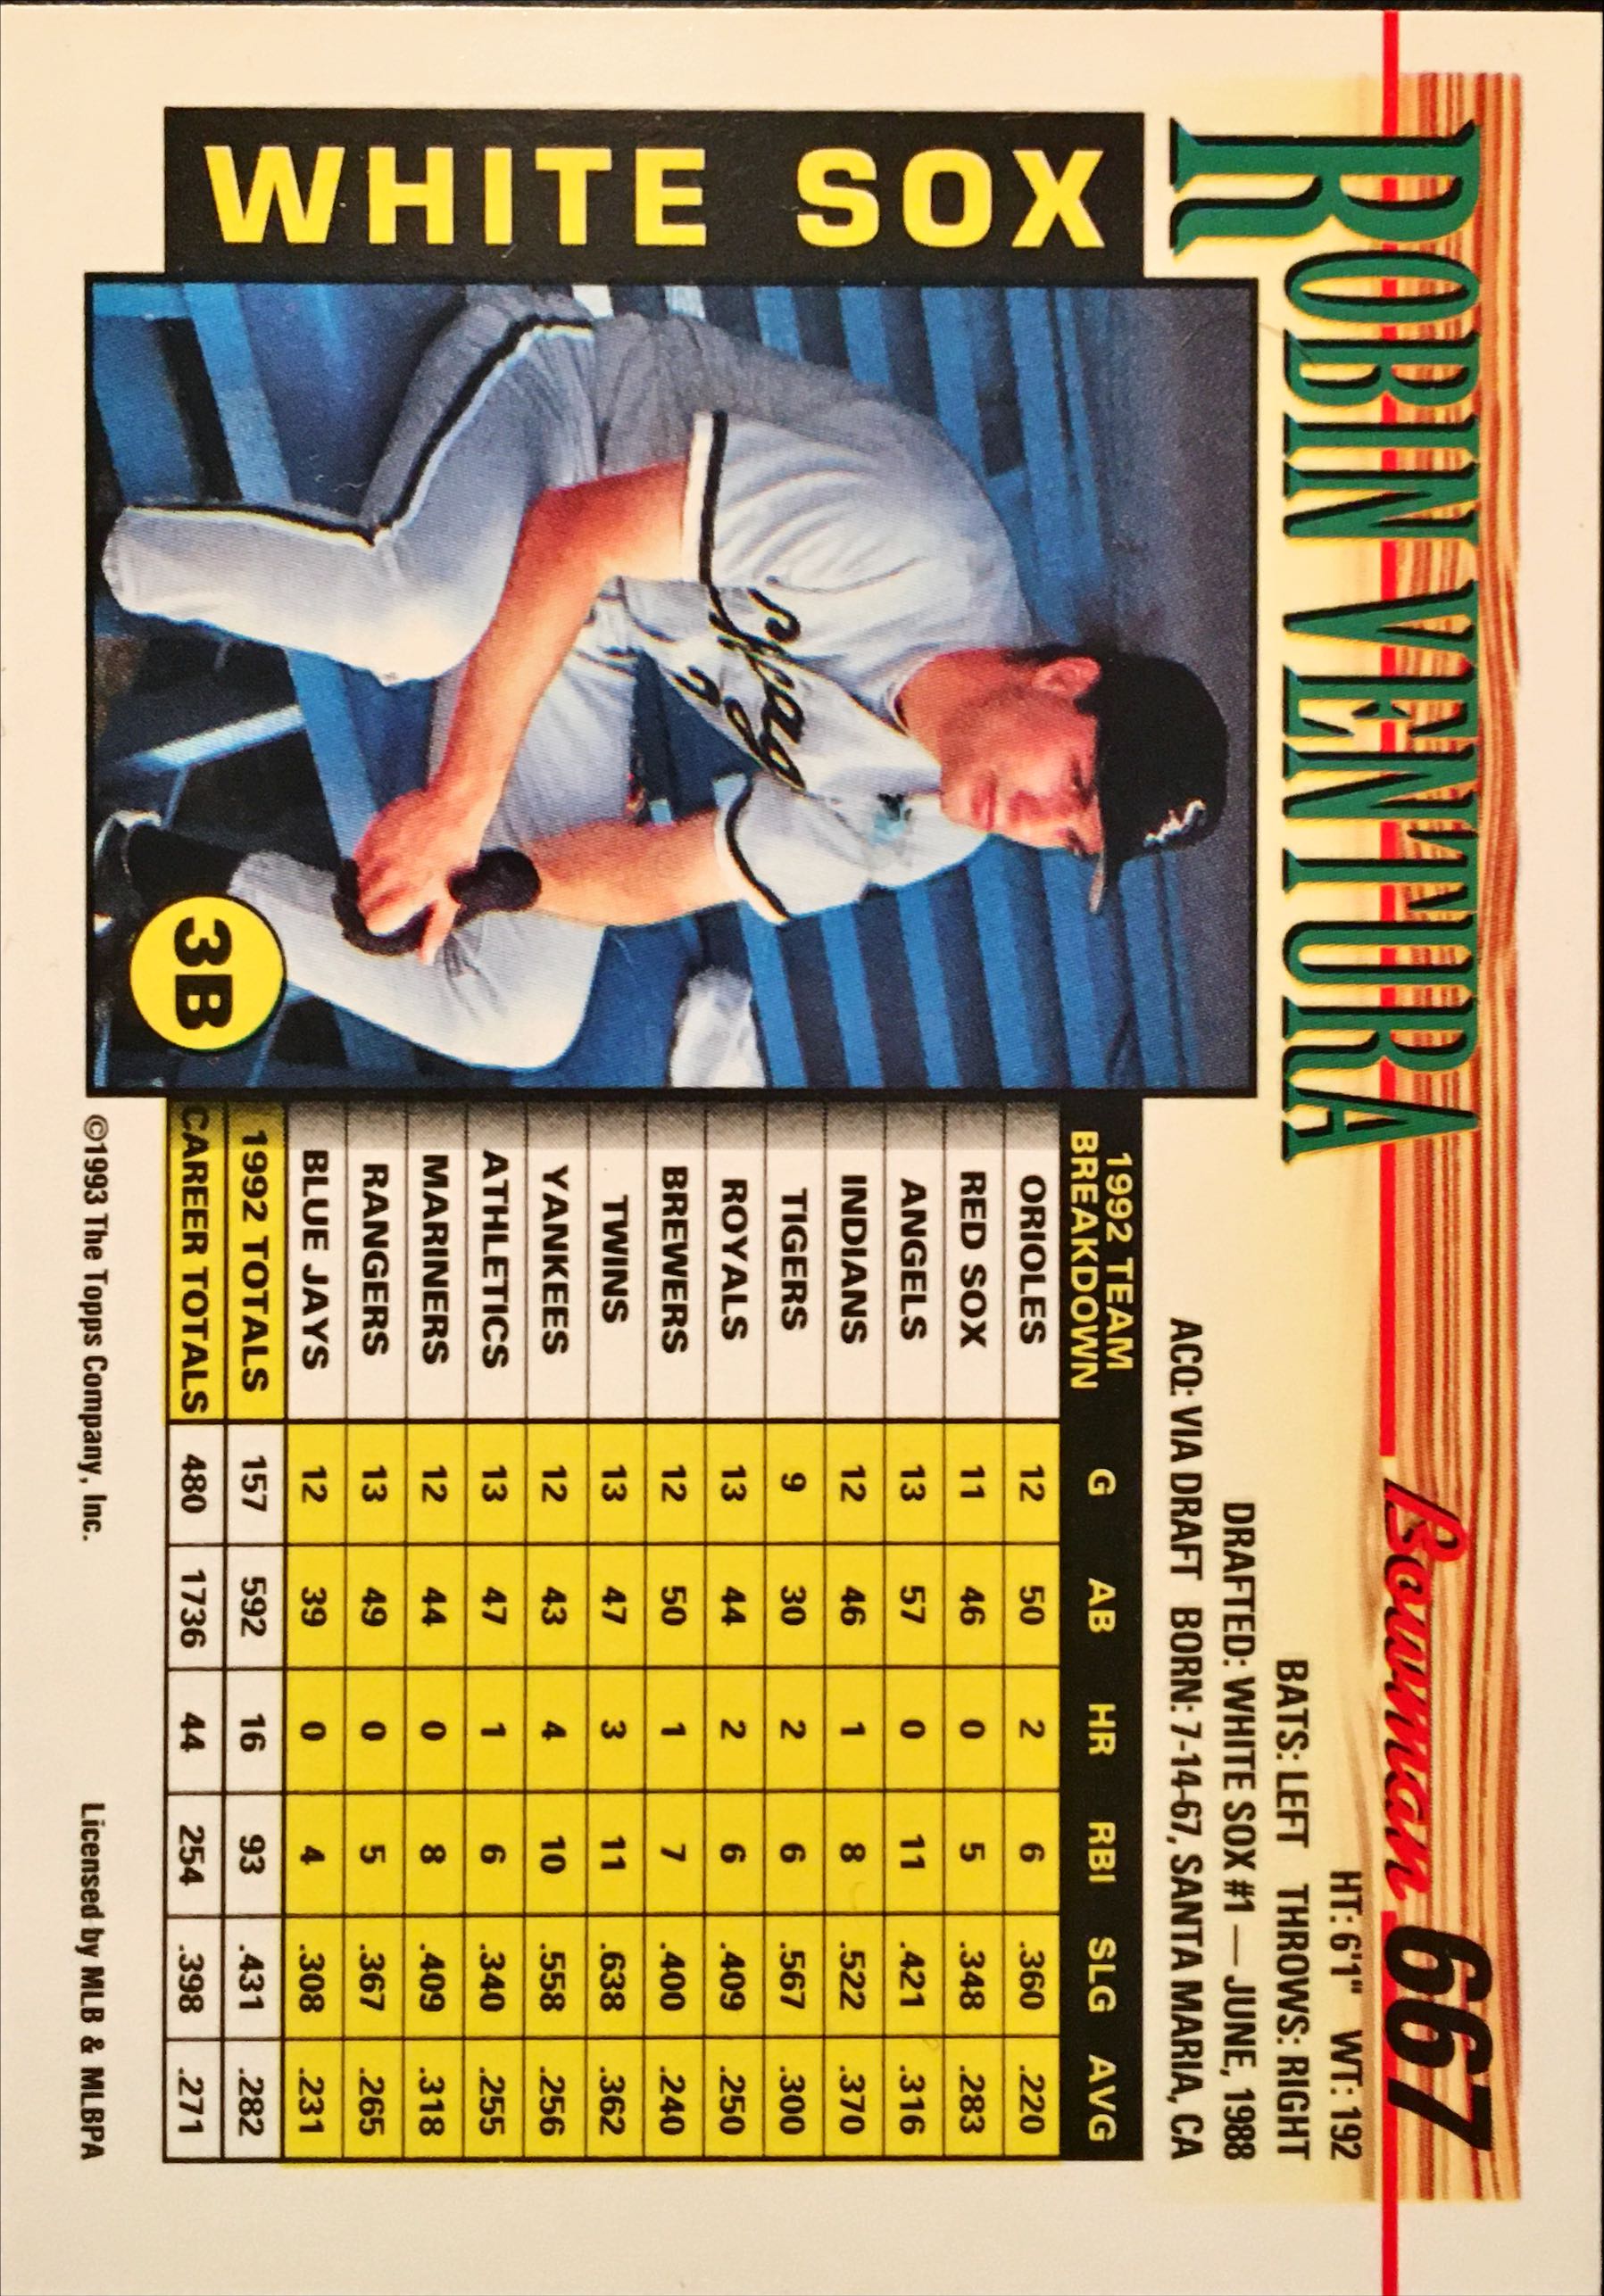 ROBIN VENTURA
Bowman 667
HT: 6'1" WT: 192
BATS: LEFT THROWS: RIGHT
DRAFTED: WHITE SOX #1 — JUNE, 1988
ACQ: VIA DRAFT BORN: 7-14-67, SANTA MARIA, CA
WHITE SOX
Chicago
Sox
3B
1992 TEAM
BREAKDOWN G AB HR RBI SLG AVG
ORIOLES 12 50 2 6 .360 .220
RED SOX 11 46 0 5 .348 .283
ANGELS 13 57 0 11 .421 .316
INDIANS 12 46 1 8 .522 .370
TIGERS 9 30 2 6 .567 .300
ROYALS 13 44 2 6 .409 .250
BREWERS 12 50 1 7 .400 .240
TWINS 13 47 3 11 .638 .362
YANKEES 12 43 4 10 .558 .256
ATHLETICS 13 47 1 6 .340 .255
MARINERS 12 44 0 8 .409 .318
RANGERS 13 49 0 5 .367 .265
BLUE JAYS 12 39 0 4 .308 .231
1992 TOTALS 157 592 16 93 .431 .282
CAREER TOTALS 480 1736 44 254 .398 .271
©1993 The Topps Company, Inc. Licensed by MLB & MLBPA